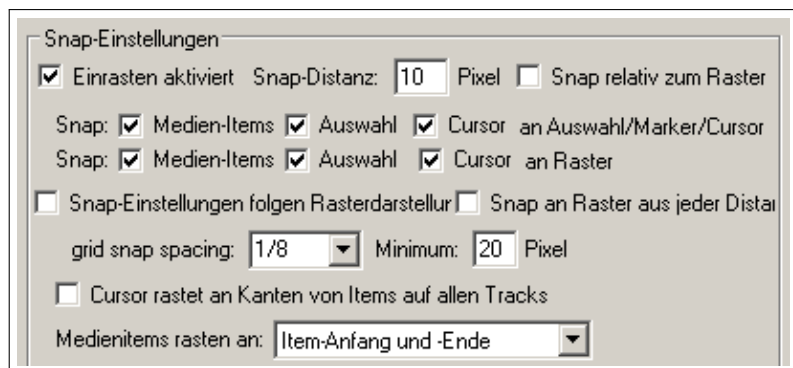 Snap-Einstellungen
Einrasten aktiviert Snap-Distanz: 10 Pixel Snap relativ zum Raster
Snap: Medien-Items Auswahl Cursor an Auswahl/Marker/Cursor
Snap: Medien-Items Auswahl Cursor an Raster
Snap-Einstellungen folgen Rasterdarstellur Snap an Raster aus jeder Distar
grid snap spacing: 1/8 Minimum: 20 Pixel
Cursor rastet an Kanten von Items auf allen Tracks
Medienitems rasten an: Item-Anfang und -Ende